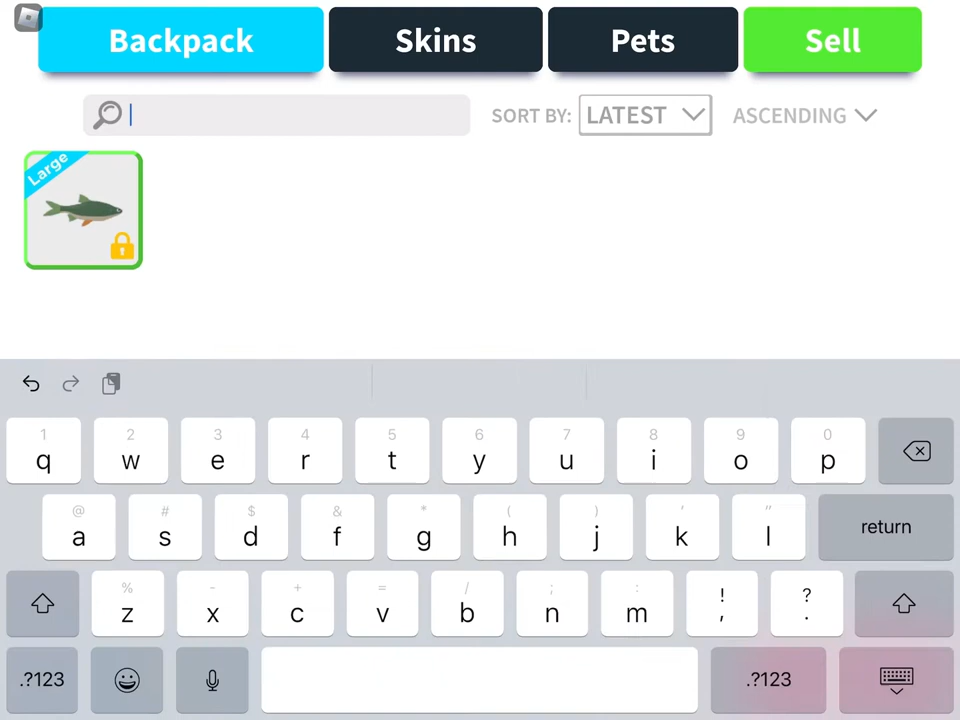 Backpack Skins Pets Sell
SORT BY: LATEST ASCENDING
Large
1 2 3 4 5 6 7 8 9 0
q w e r t y u i o p
@ # $ & * ( ) ' "
a s d f g h j k l return
% - + = / ; : ! ?
z x c v b n m , .
.?123 .?123